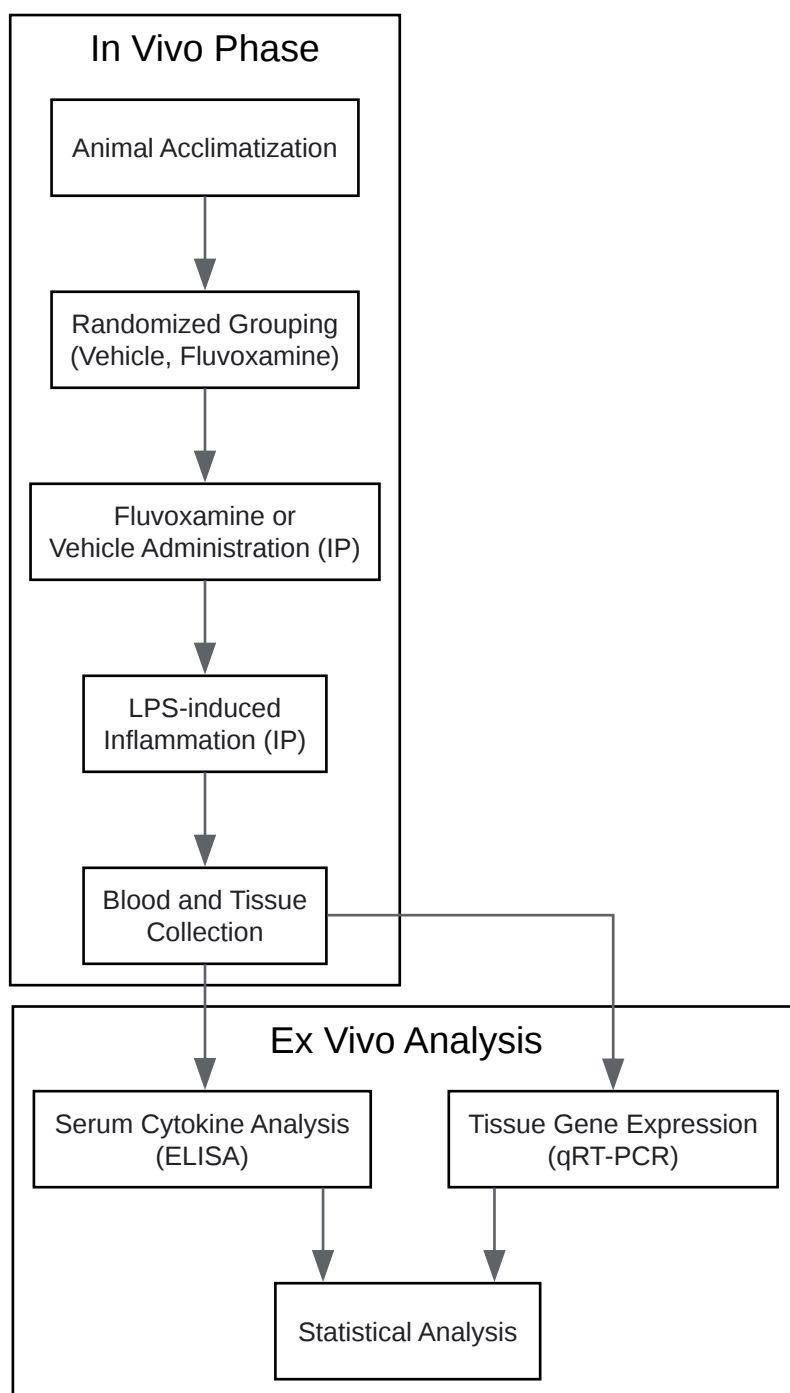 In Vivo Phase
Animal Acclimatization
Randomized Grouping
(Vehicle, Fluvoxamine)
Fluvoxamine or
Vehicle Administration (IP)
LPS-induced
Inflammation (IP)
Blood and Tissue
Collection
Ex Vivo Analysis
Serum Cytokine Analysis
(ELISA)
Tissue Gene Expression
(qRT-PCR)
Statistical Analysis